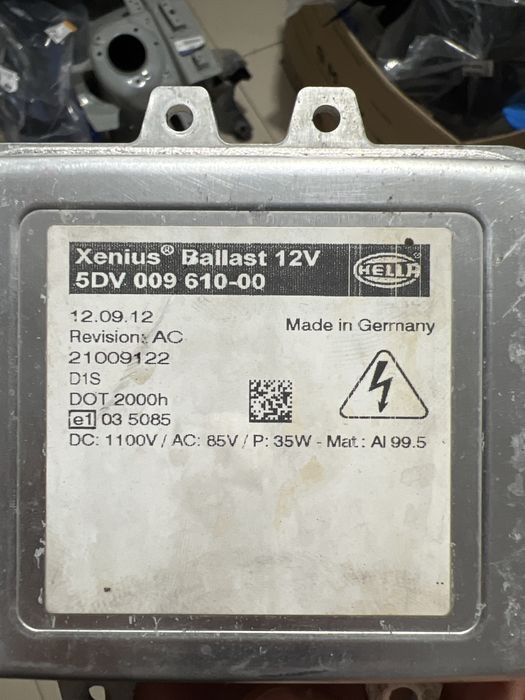 Xenius® Ballast 12V
5DV 009 610-00
HELLA
12.09.12
Revision: AC
Made in Germany
21009122
D1S
DOT 2000h
e1 03 5085
DC: 1100V / AC: 85V / P: 35W - Mat.: Al 99.5